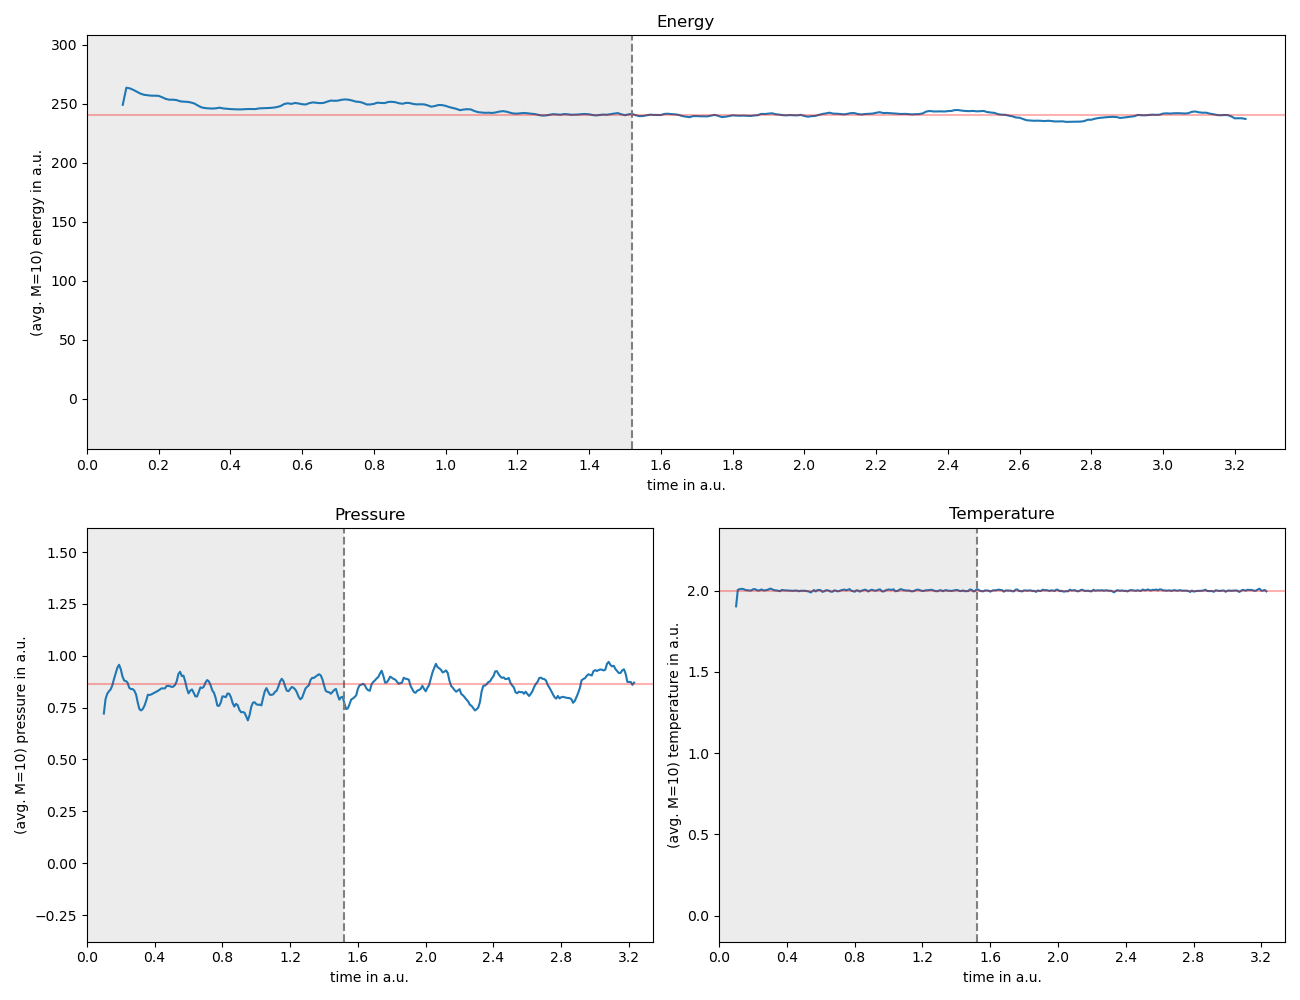 Energy
(avg. M=10) energy in a.u.
300
250
200
150
100
50
0
0.0 0.2 0.4 0.6 0.8 1.0 1.2 1.4 1.6 1.8 2.0 2.2 2.4 2.6 2.8 3.0 3.2
time in a.u.
Pressure
(avg. M=10) pressure in a.u.
1.50
1.25
1.00
0.75
0.50
0.25
0.00
−0.25
0.0 0.4 0.8 1.2 1.6 2.0 2.4 2.8 3.2
time in a.u.
Temperature
(avg. M=10) temperature in a.u.
2.0
1.5
1.0
0.5
0.0
0.0 0.4 0.8 1.2 1.6 2.0 2.4 2.8 3.2
time in a.u.